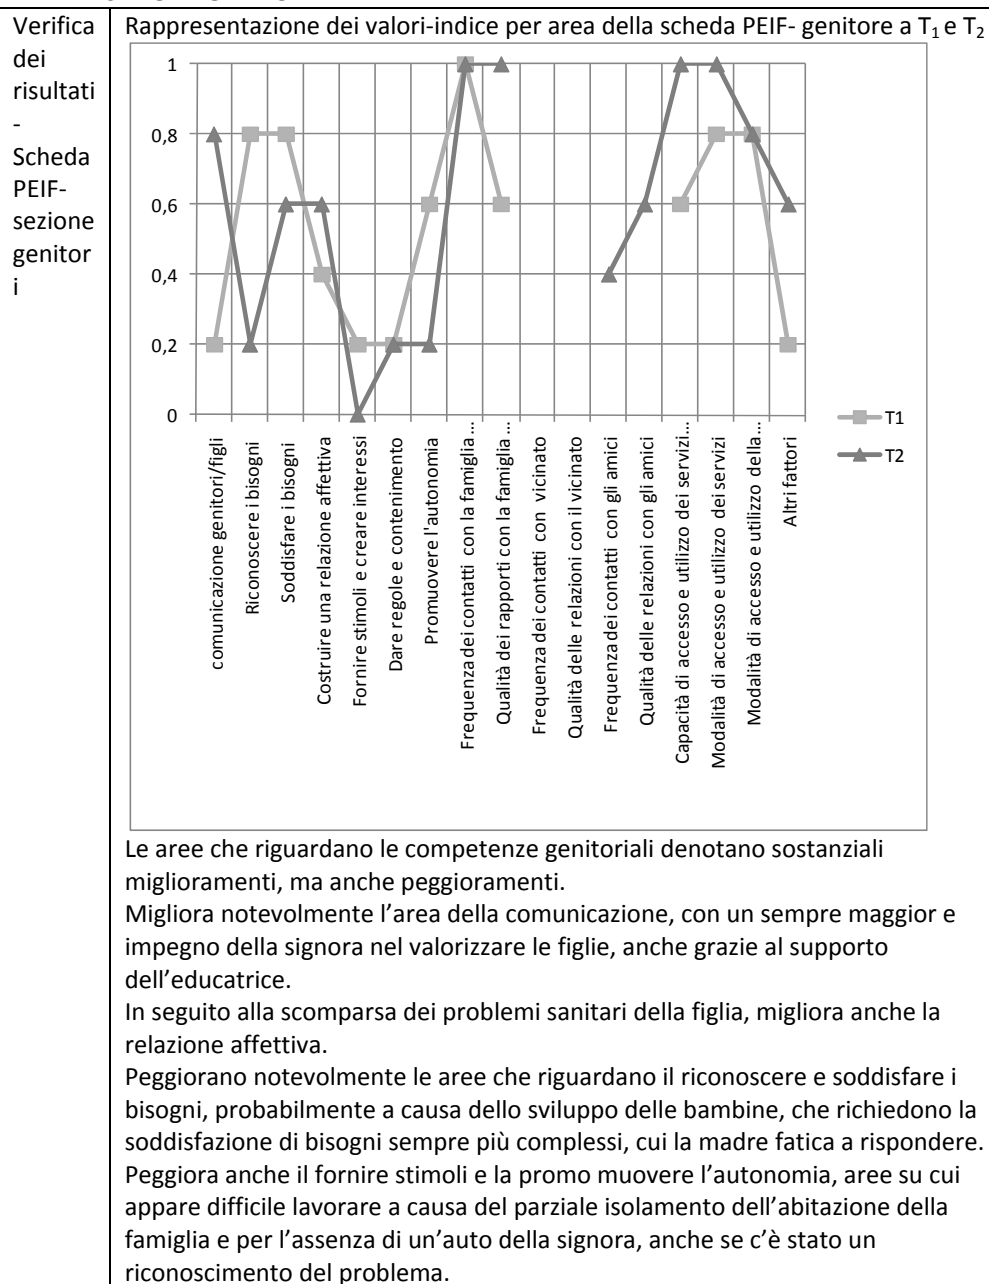 Verifica
dei
risultati
-
Scheda
PEIF-
sezione
genitor
i
Rappresentazione dei valori-indice per area della scheda PEIF- genitore a T1 e T2
1
0,8
0,6
0,4
0,2
0
comunicazione genitori/figli
Riconoscere i bisogni
Soddisfare i bisogni
Costruire una relazione affettiva
Fornire stimoli e creare interessi
Dare regole e contenimento
Promuovere l'autonomia
Frequenza dei contatti con la famiglia ...
Qualità dei rapporti con la famiglia ...
Frequenza dei contatti con vicinato
Qualità delle relazioni con il vicinato
Frequenza dei contatti con gli amici
Qualità delle relazioni con gli amici
Capacità di accesso e utilizzo dei servizi ...
Modalità di accesso e utilizzo dei servizi
Modalità di accesso e utilizzo della ...
Altri fattori
T1
T2
Le aree che riguardano le competenze genitoriali denotano sostanziali
miglioramenti, ma anche peggioramenti.
Migliora notevolmente l’area della comunicazione, con un sempre maggior e
impegno della signora nel valorizzare le figlie, anche grazie al supporto
dell’educatrice.
In seguito alla scomparsa dei problemi sanitari della figlia, migliora anche la
relazione affettiva.
Peggiorano notevolmente le aree che riguardano il riconoscere e soddisfare i
bisogni, probabilmente a causa dello sviluppo delle bambine, che richiedono la
soddisfazione di bisogni sempre più complessi, cui la madre fatica a rispondere.
Peggiora anche il fornire stimoli e la promo muovere l’autonomia, aree su cui
appare difficile lavorare a causa del parziale isolamento dell’abitazione della
famiglia e per l’assenza di un’auto della signora, anche se c’è stato un
riconoscimento del problema.